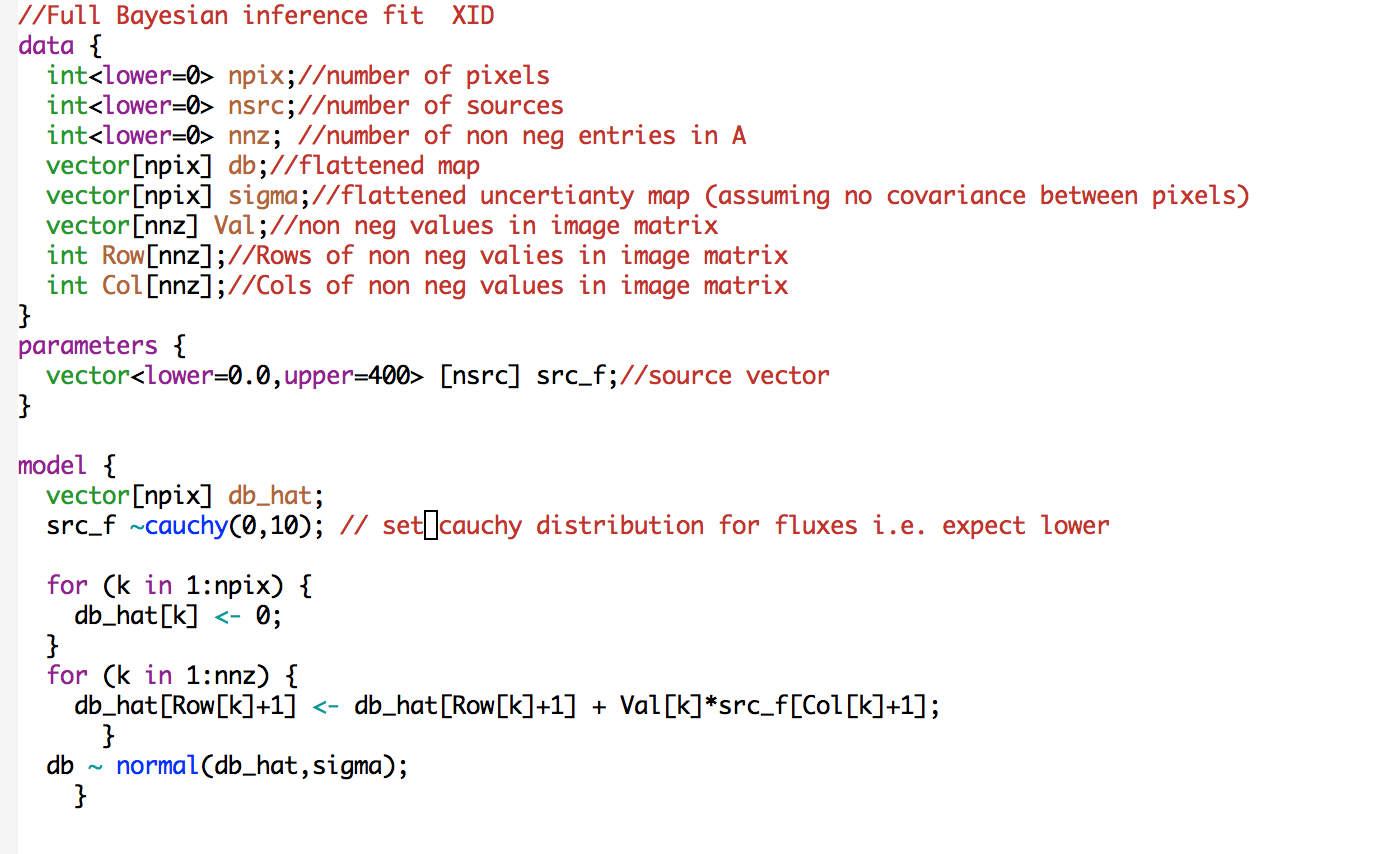 //Full Bayesian inference fit  XID
data {
  int<lower=0> npix;//number of pixels
  int<lower=0> nsrc;//number of sources
  int<lower=0> nnz; //number of non neg entries in A
  vector[npix] db;//flattened map
  vector[npix] sigma;//flattened uncertianty map (assuming no covariance between pixels)
  vector[nnz] Val;//non neg values in image matrix
  int Row[nnz];//Rows of non neg valies in image matrix
  int Col[nnz];//Cols of non neg values in image matrix
}
parameters {
  vector<lower=0.0,upper=400> [nsrc] src_f;//source vector
}

model {
  vector[npix] db_hat;
  src_f ~cauchy(0,10); // set cauchy distribution for fluxes i.e. expect lower

  for (k in 1:npix) {
    db_hat[k] <- 0;
  }
  for (k in 1:nnz) {
    db_hat[Row[k]+1] <- db_hat[Row[k]+1] + Val[k]*src_f[Col[k]+1];
      }
  db ~ normal(db_hat,sigma);
    }